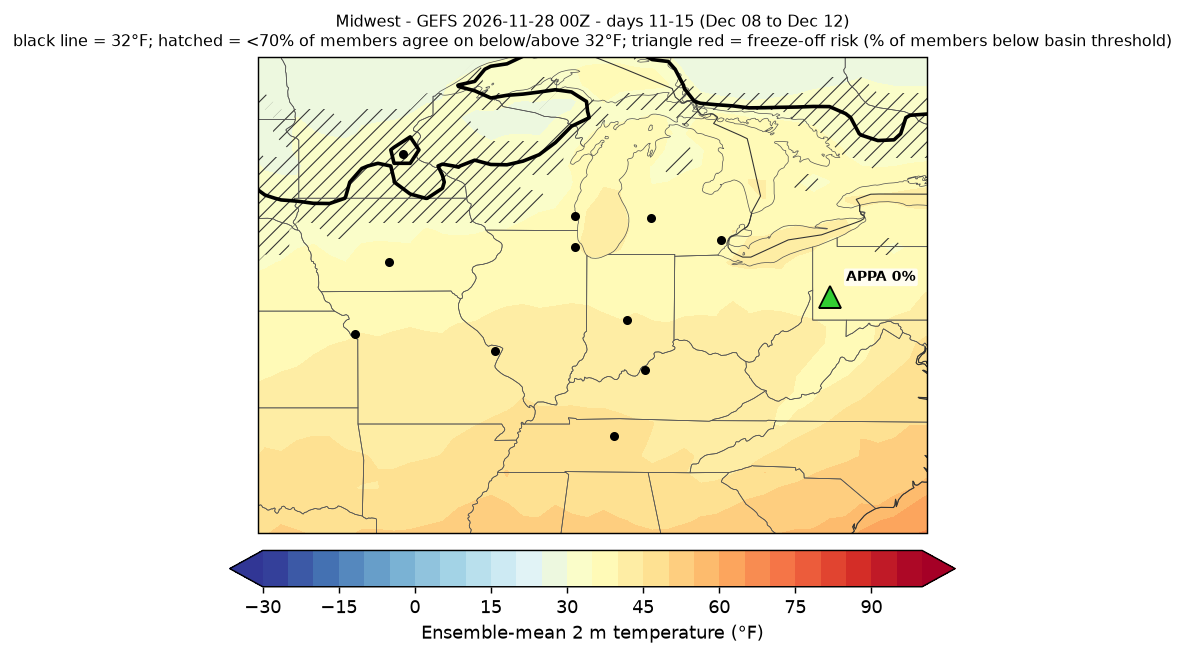 Midwest - GEFS 2026-11-28 00Z - days 11-15 (Dec 08 to Dec 12)
black line = 32°F; hatched = <70% of members agree on below/above 32°F; triangle red = freeze-off risk (% of members below basin threshold)
APPA 0%
−30 −15 0 15 30 45 60 75 90
Ensemble-mean 2 m temperature (°F)